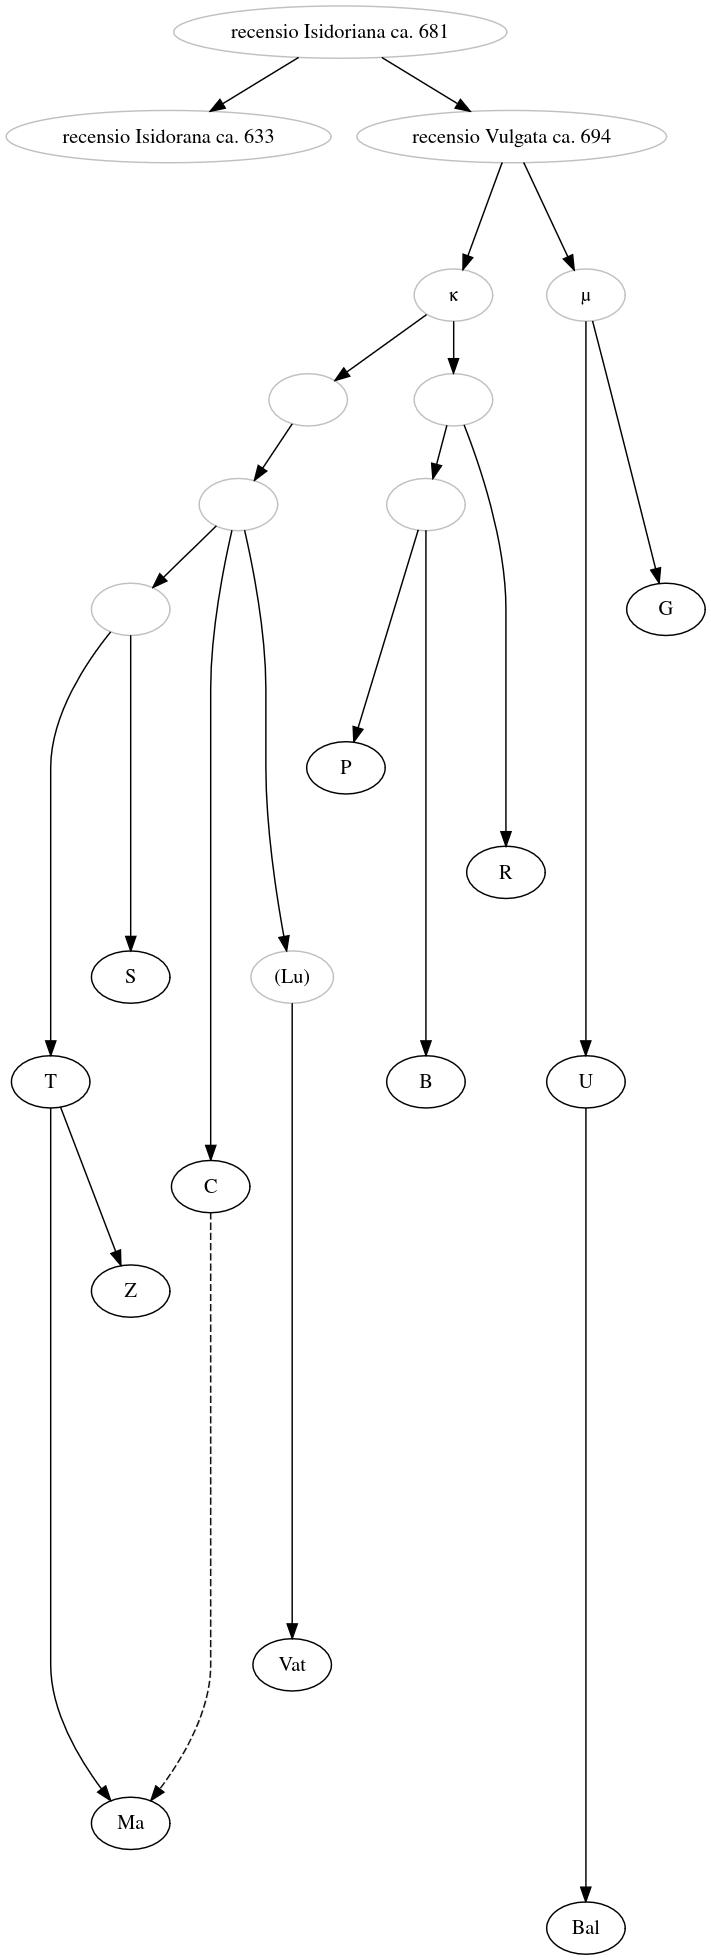 recensio Isidoriana ca. 681
recensio Isidorana ca. 633
recensio Vulgata ca. 694
κ
μ
G
P
R
S
(Lu)
T
B
U
C
Z
Vat
Ma
Bal